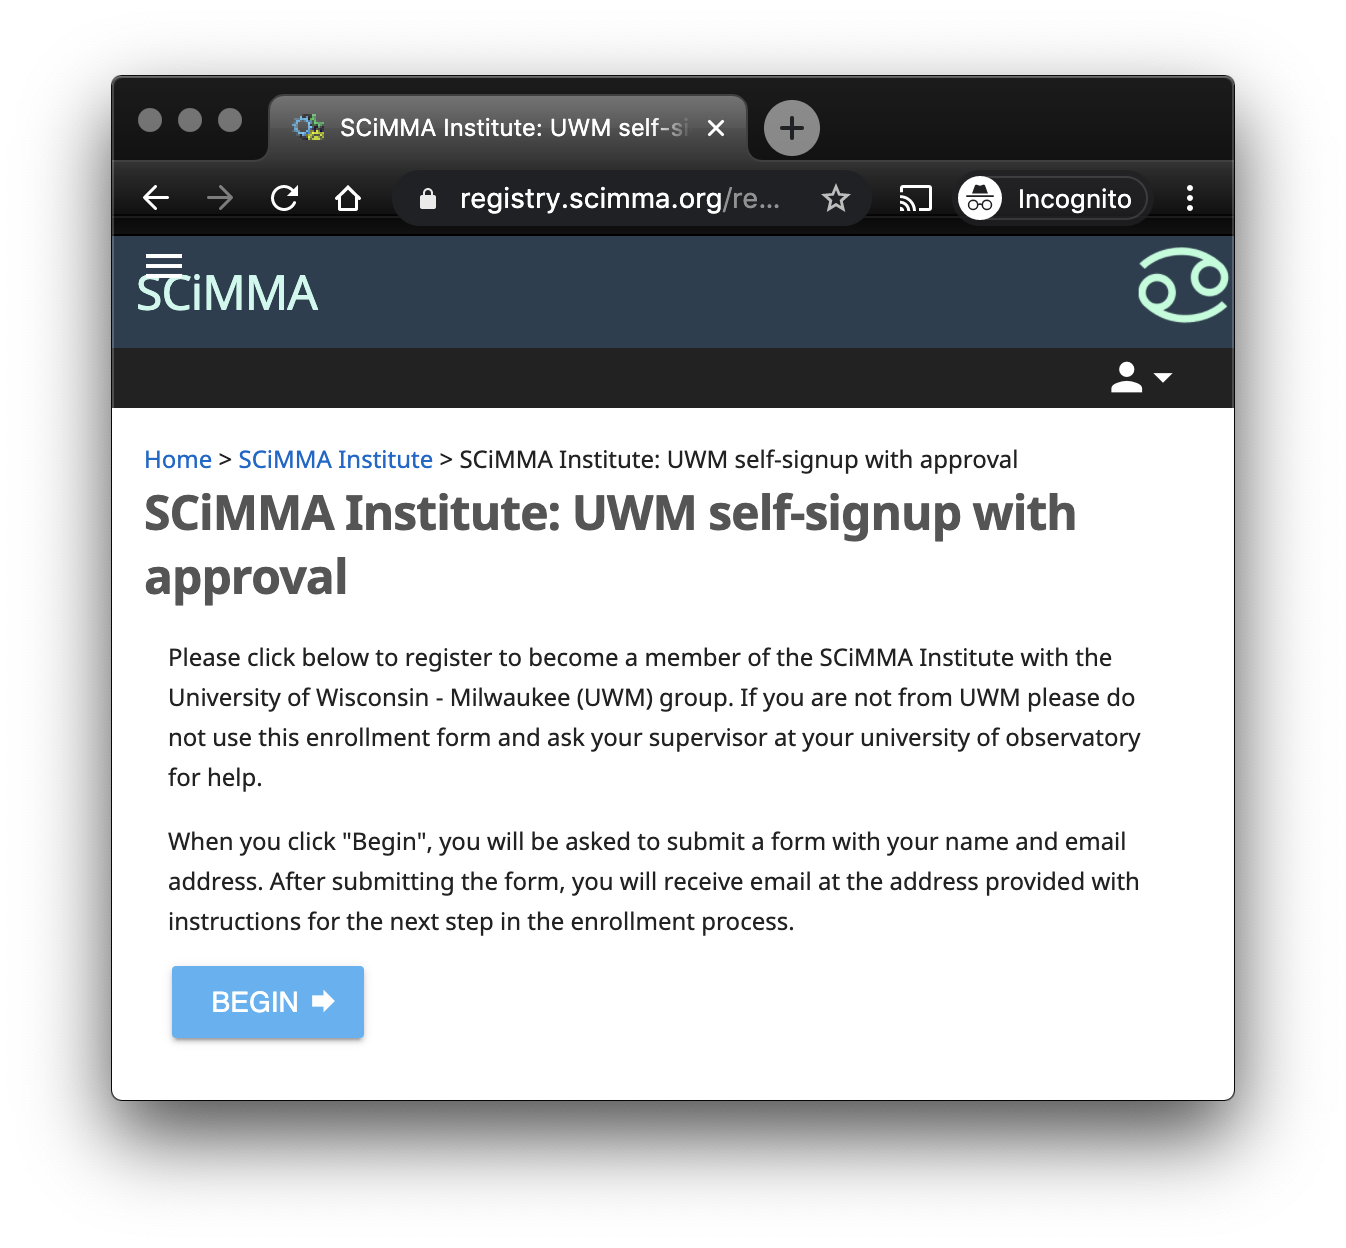 SCiMMA Institute: UWM self-si
registry.scimma.org/re...
Incognito
SCiMMA
Home > SCiMMA Institute > SCiMMA Institute: UWM self-signup with approval
SCiMMA Institute: UWM self-signup with
approval
Please click below to register to become a member of the SCiMMA Institute with the
University of Wisconsin - Milwaukee (UWM) group. If you are not from UWM please do
not use this enrollment form and ask your supervisor at your university of observatory
for help.
When you click "Begin", you will be asked to submit a form with your name and email
address. After submitting the form, you will receive email at the address provided with
instructions for the next step in the enrollment process.
BEGIN